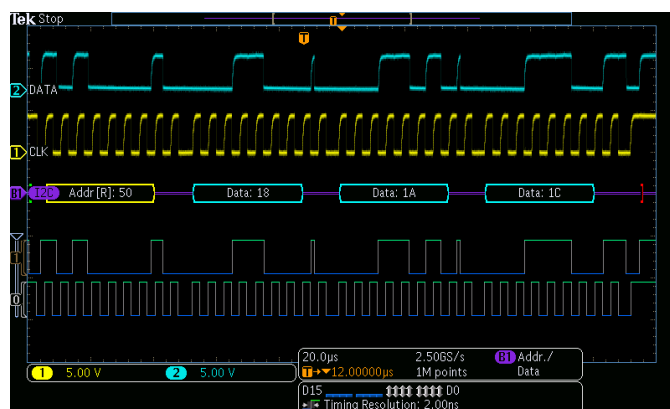 Tek Stop
T
T
2 DATA
1 CLK
B1 I2C Addr[R]: 50 Data: 18 Data: 1A Data: 1C
1
0
1 5.00 V 2 5.00 V
20.0µs 2.50GS/s B1 Addr./
T→▼12.00000µs 1M points Data
D15 D0
Timing Resolution: 2.00ns